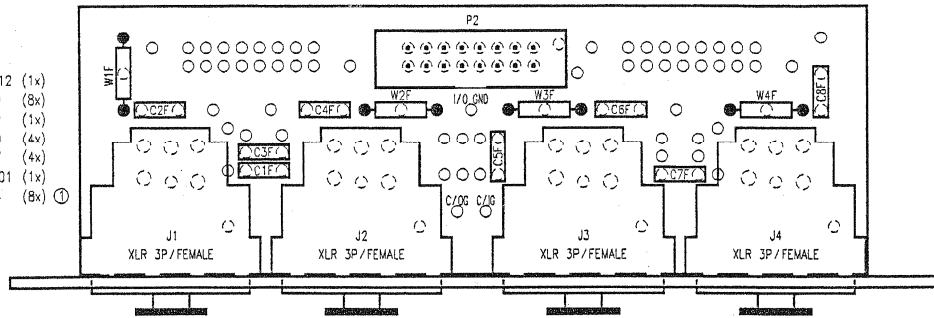 P2
W1F
12 (1x)
(8x)
(1x)
(4x)
(4x)
01 (1x)
(8x) ①
C2F
C4F
W2F
I/O GND
W3F
C6F
W4F
C8F
C3F
C1F
C5F
C7F
C/OG C/IG
J1
XLR 3P/FEMALE
J2
XLR 3P/FEMALE
J3
XLR 3P/FEMALE
J4
XLR 3P/FEMALE